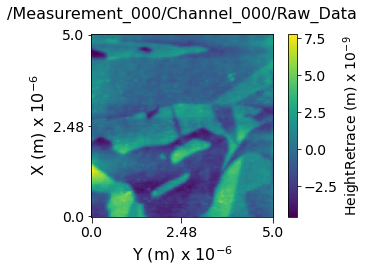 /Measurement_000/Channel_000/Raw_Data
5.0
2.48
0.0
X (m) x 10⁻⁶
0.0 2.48 5.0
Y (m) x 10⁻⁶
7.5
5.0
2.5
0.0
−2.5
HeightRetrace (m) x 10⁻⁹